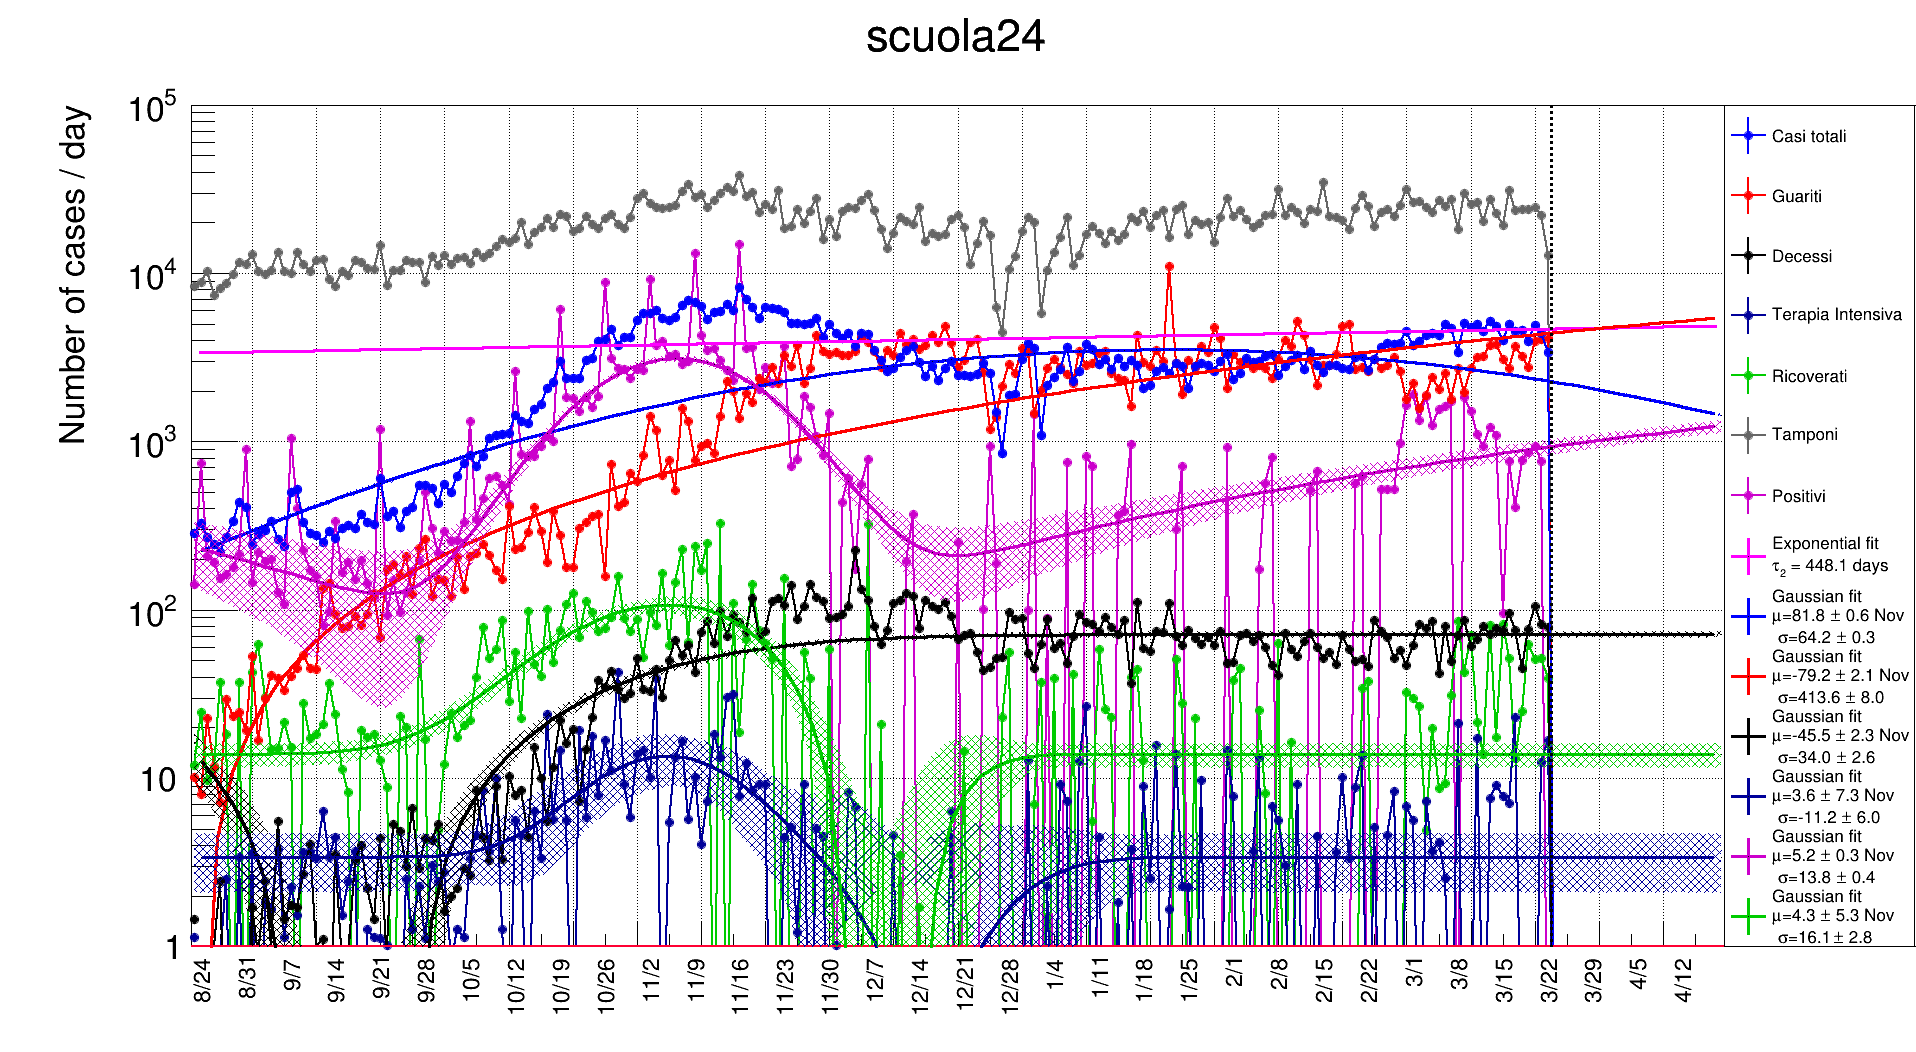 scuola24
Number of cases / day
10^5
10^4
10^3
10^2
10
1
8/24 8/31 9/7 9/14 9/21 9/28 10/5 10/12 10/19 10/26 11/2 11/9 11/16 11/23 11/30 12/7 12/14 12/21 12/28 1/4 1/11 1/18 1/25 2/1 2/8 2/15 2/22 3/1 3/8 3/15 3/22 3/29 4/5 4/12
Casi totali
Guariti
Decessi
Terapia Intensiva
Ricoverati
Tamponi
Positivi
Exponential fit
τ₂ = 448.1 days
Gaussian fit
μ=81.8 ± 0.6 Nov
σ=64.2 ± 0.3
Gaussian fit
μ=-79.2 ± 2.1 Nov
σ=413.6 ± 8.0
Gaussian fit
μ=-45.5 ± 2.3 Nov
σ=34.0 ± 2.6
Gaussian fit
μ=3.6 ± 7.3 Nov
σ=-11.2 ± 6.0
Gaussian fit
μ=5.2 ± 0.3 Nov
σ=13.8 ± 0.4
Gaussian fit
μ=4.3 ± 5.3 Nov
σ=16.1 ± 2.8